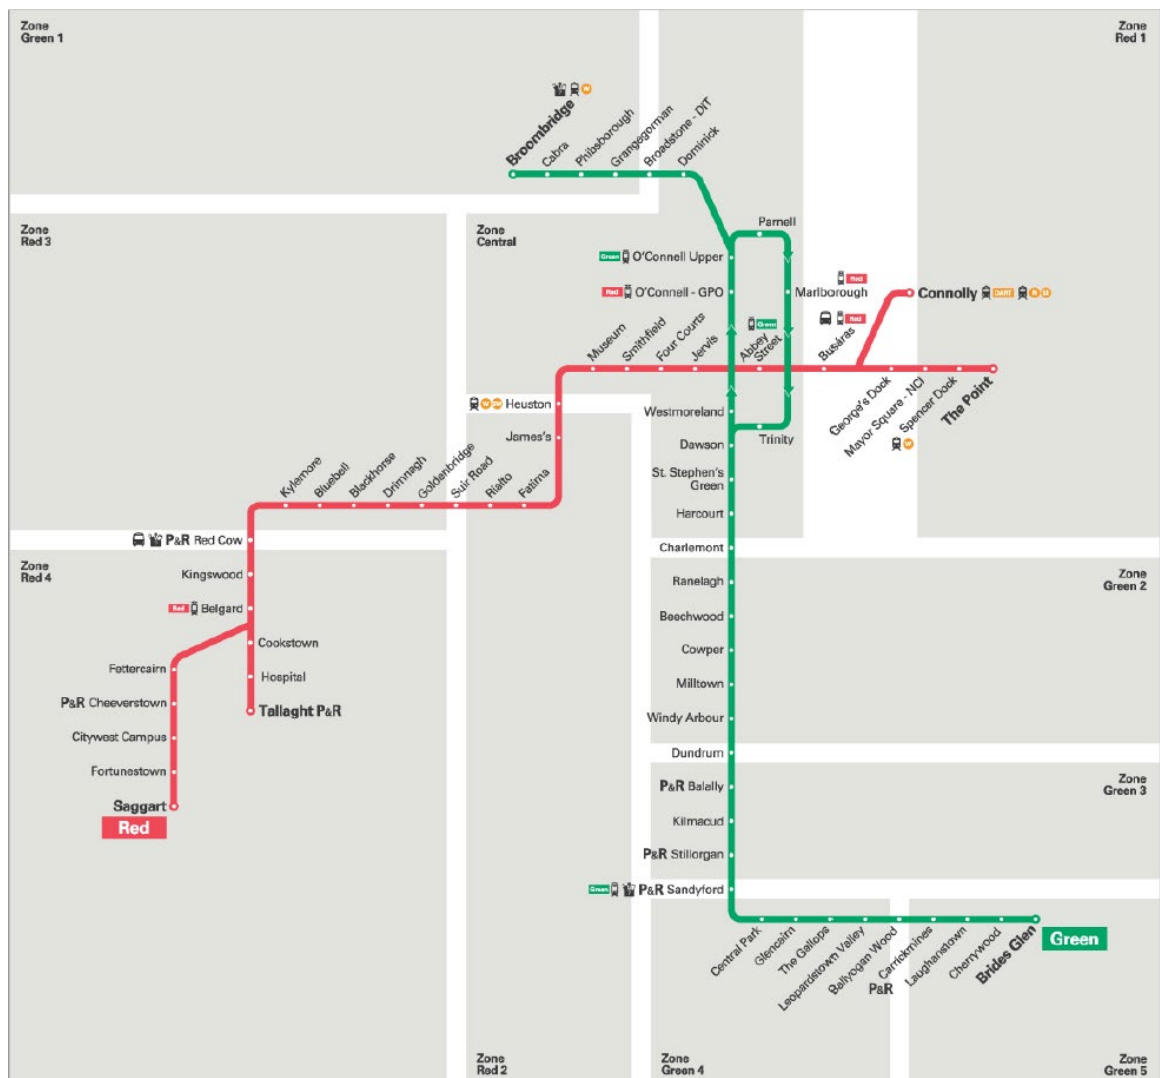 Zone
Green 1
Zone
Red 1
Broombridge
Cabra
Phibsborough
Grangegorman
Broadstone - DIT
Dominick
Zone
Red 3
Zone
Central
Parnell
Green O'Connell Upper
Red O'Connell - GPO
Marlborough
Red
Connolly DART
Red
Green
Museum
Smithfield
Four Courts
Jervis
Abbey
Street
Busáras
George's Dock
Mayor Square - NCI
Spencer Dock
The Point
W
Heuston
Westmoreland
Trinity
James's
Dawson
St. Stephen's
Green
Harcourt
Kylemore
Bluebell
Blackhorse
Drimnagh
Goldenbridge
Suir Road
Rialto
Fatima
P&R Red Cow
Charlemont
Zone
Red 4
Kingswood
Red Belgard
Cookstown
Hospital
Tallaght P&R
Fettercairn
P&R Cheeverstown
Citywest Campus
Fortunestown
Saggart
Red
Zone
Green 2
Ranelagh
Beechwood
Cowper
Milltown
Windy Arbour
Dundrum
Zone
Green 3
P&R Balally
Kilmacud
P&R Stillorgan
Green P&R Sandyford
Central Park
Glencairn
The Gallops
Leopardstown Valley
Ballyogan Wood
Carrickmines
P&R
Laughanstown
Cherrywood
Brides Glen
Green
Zone
Red 2
Zone
Green 4
Zone
Green 5